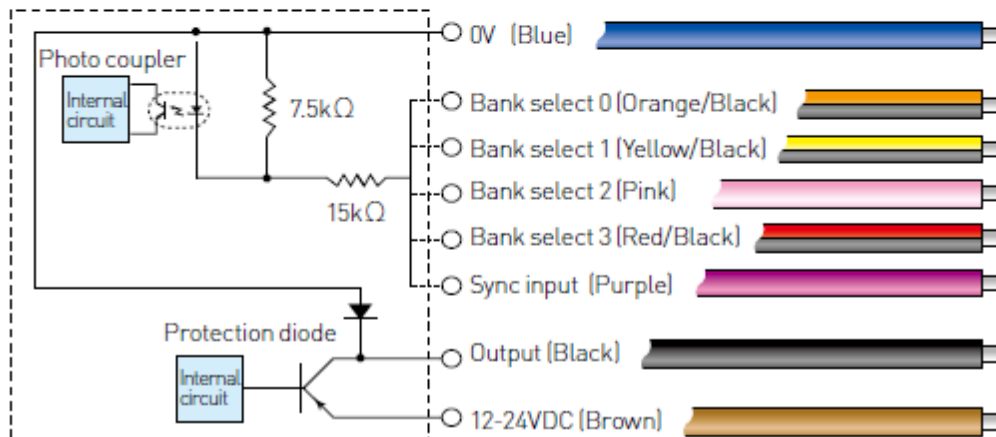 0V (Blue)
Photo coupler
Internal
circuit
7.5kΩ
Bank select 0 (Orange/Black)
Bank select 1 (Yellow/Black)
Bank select 2 (Pink)
15kΩ
Bank select 3 (Red/Black)
Sync input (Purple)
Protection diode
Output (Black)
Internal
circuit
12-24VDC (Brown)